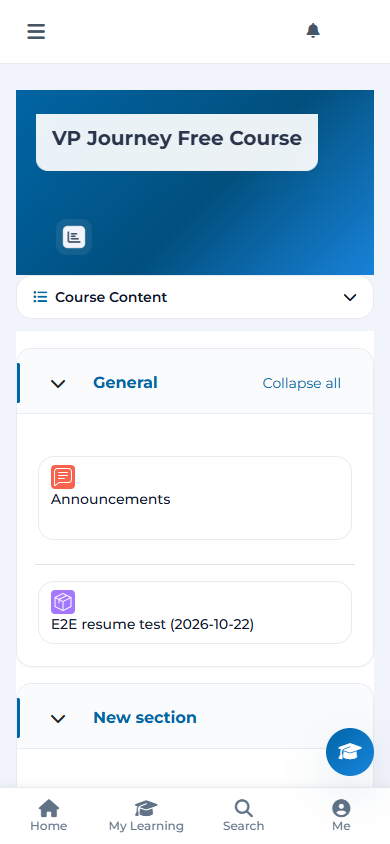 VP Journey Free Course
Course Content
General
Collapse all
Announcements
E2E resume test (2026-10-22)
New section
Home
My Learning
Search
Me